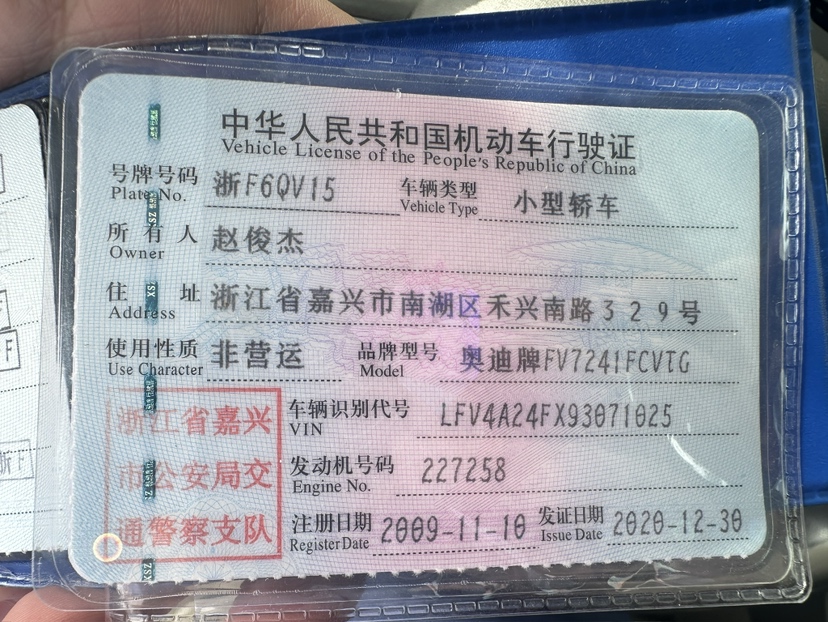 中华人民共和国机动车行驶证
Vehicle License of the People's Republic of China
号牌号码 浙F6QV15 车辆类型 小型轿车
Plate No. Vehicle Type
所有人 赵俊杰
Owner
住址 浙江省嘉兴市南湖区禾兴南路329号
Address
使用性质 非营运 品牌型号 奥迪牌FV7241FCVTG
Use Character Model
浙江省嘉兴 车辆识别代号 LFV4A24FX93071025
VIN
市公安局交 发动机号码 227258
Engine No.
通警察支队 注册日期 2009-11-10 发证日期 2020-12-30
Register Date Issue Date